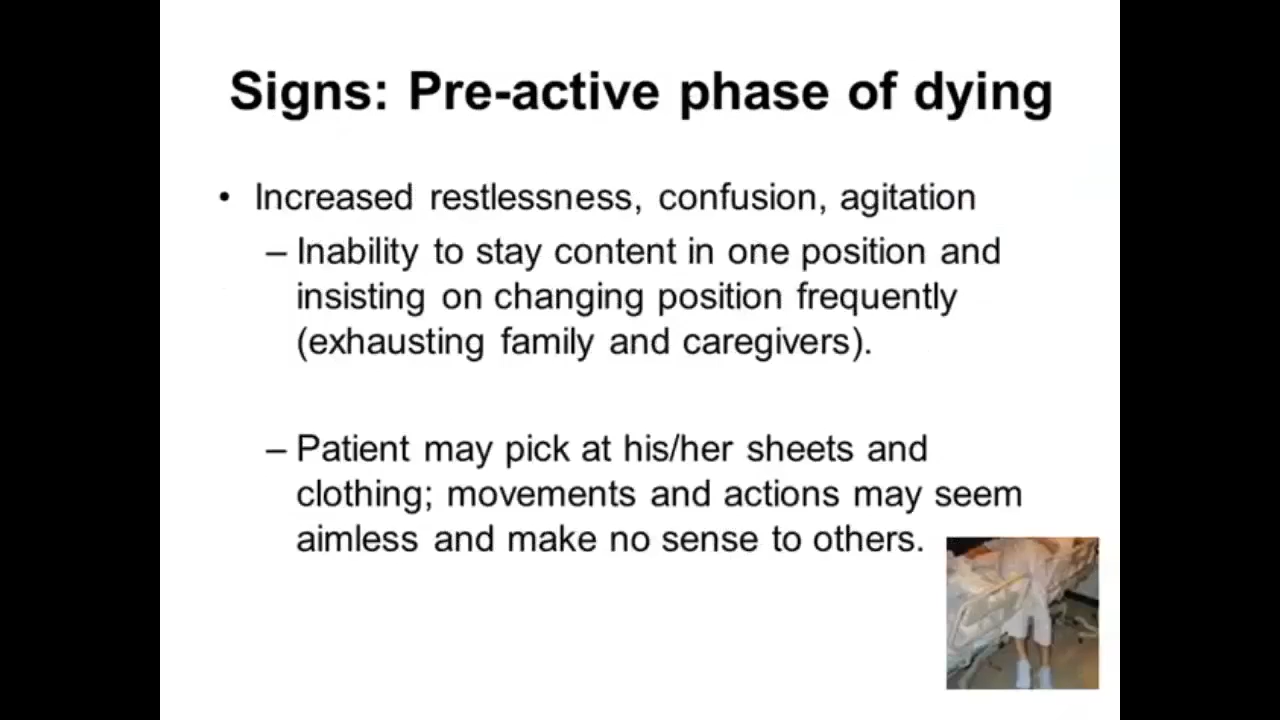 Signs: Pre-active phase of dying
• Increased restlessness, confusion, agitation
– Inability to stay content in one position and
insisting on changing position frequently
(exhausting family and caregivers).
– Patient may pick at his/her sheets and
clothing; movements and actions may seem
aimless and make no sense to others.